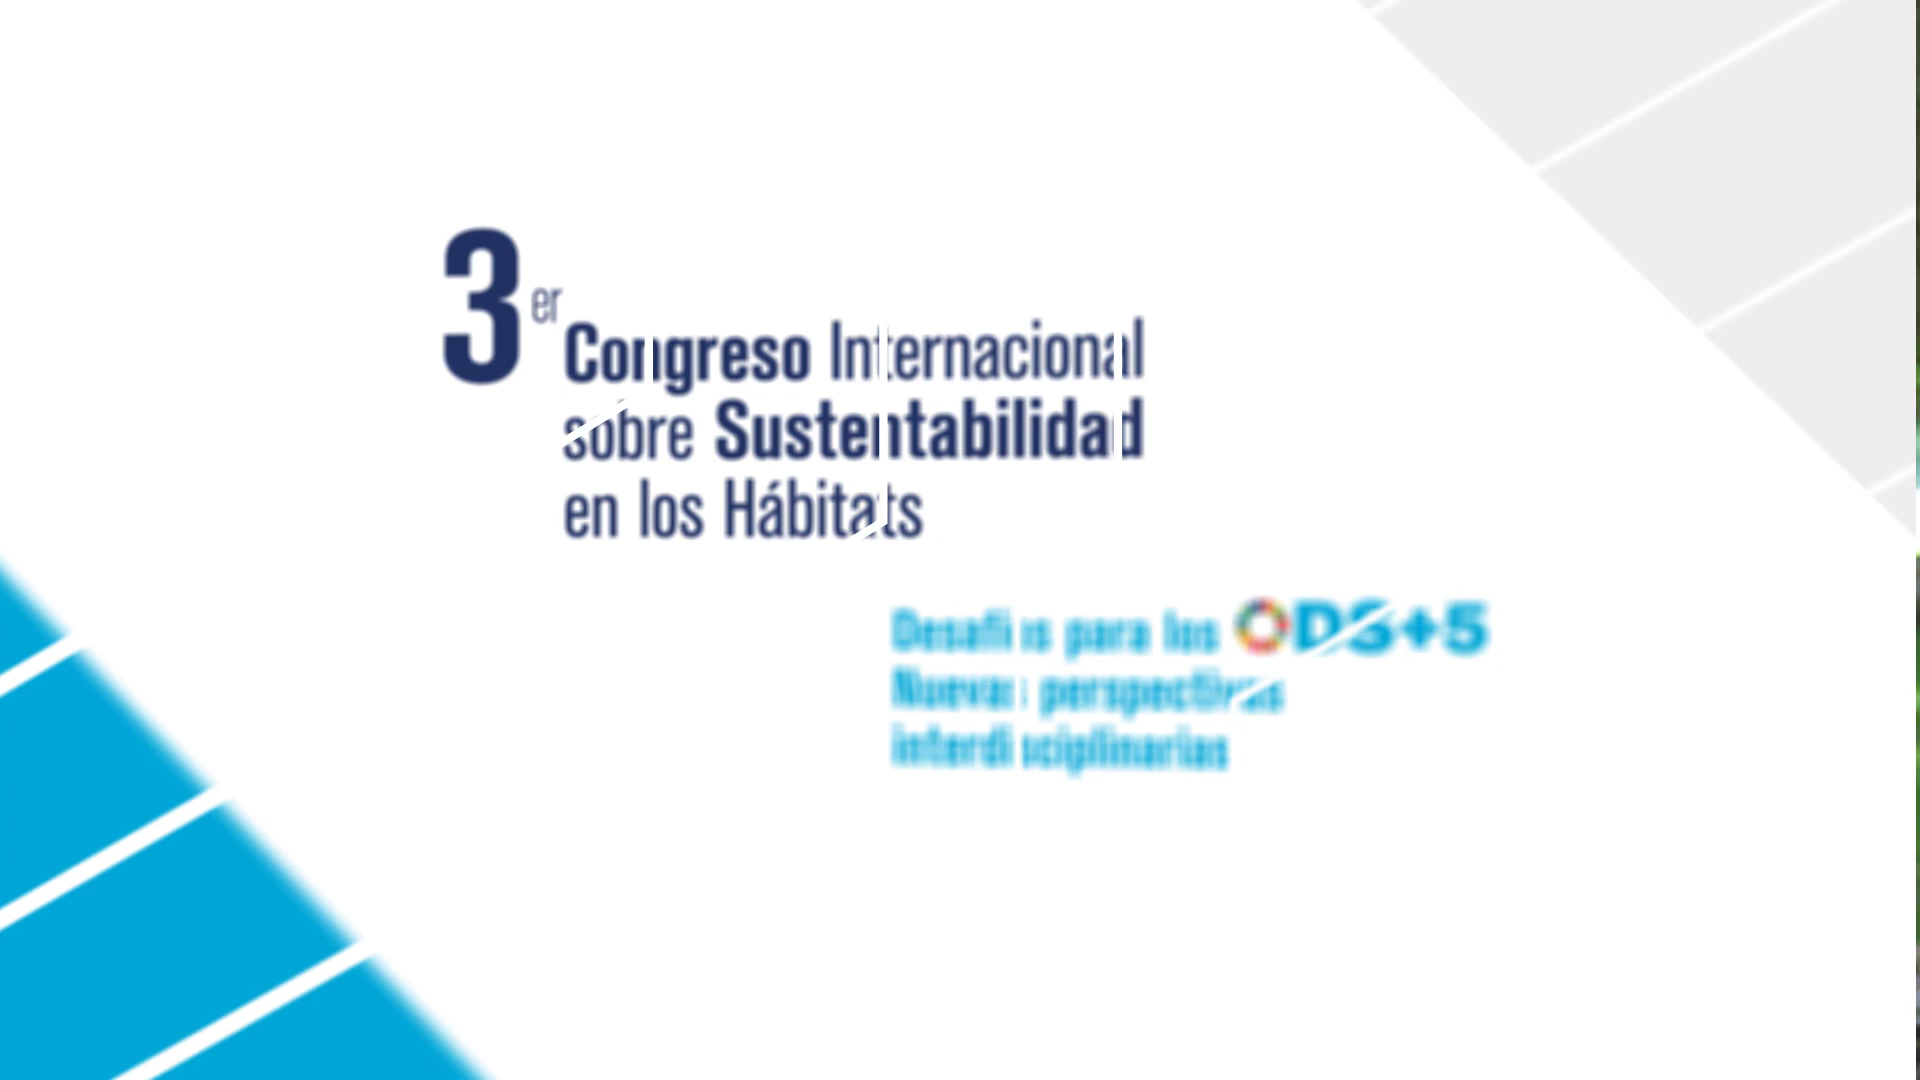 3er
Congreso Internacional
sobre Sustentabilidad
en los Hábitats
Desafíos para los ODS+5
Nuevas perspectivas
interdisciplinarias